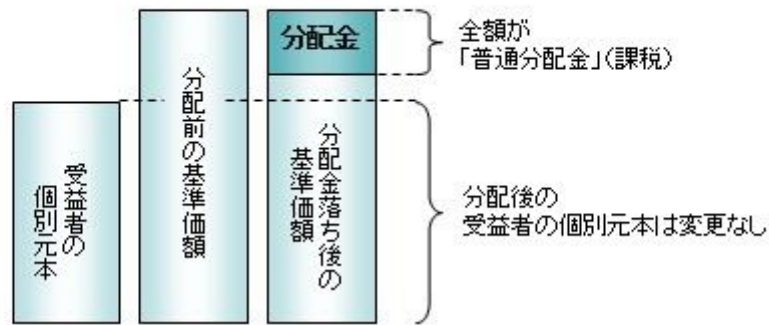 分配金
全額が
「普通分配金」(課税)
受益者の
個別元本
分配前の基準価額
分配金落ち後の
基準価額
分配後の
受益者の個別元本は変更なし